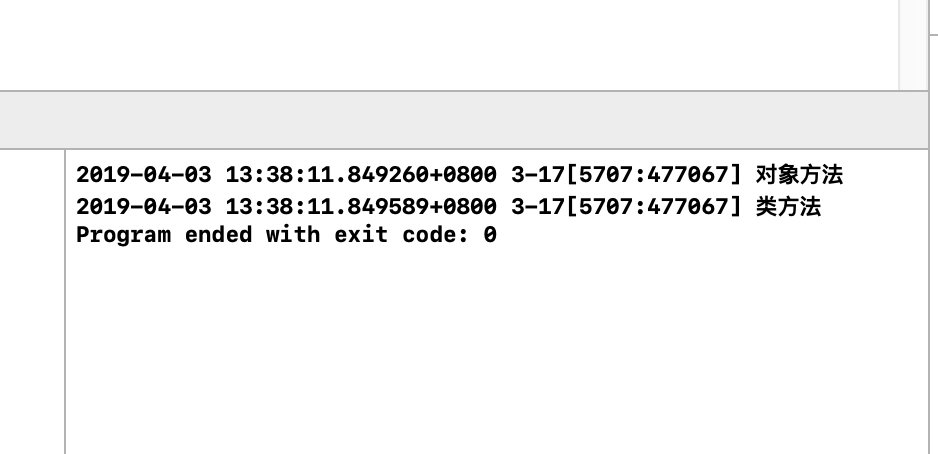 2019-04-03 13:38:11.849260+0800 3-17[5707:477067] 对象方法
2019-04-03 13:38:11.849589+0800 3-17[5707:477067] 类方法
Program ended with exit code: 0